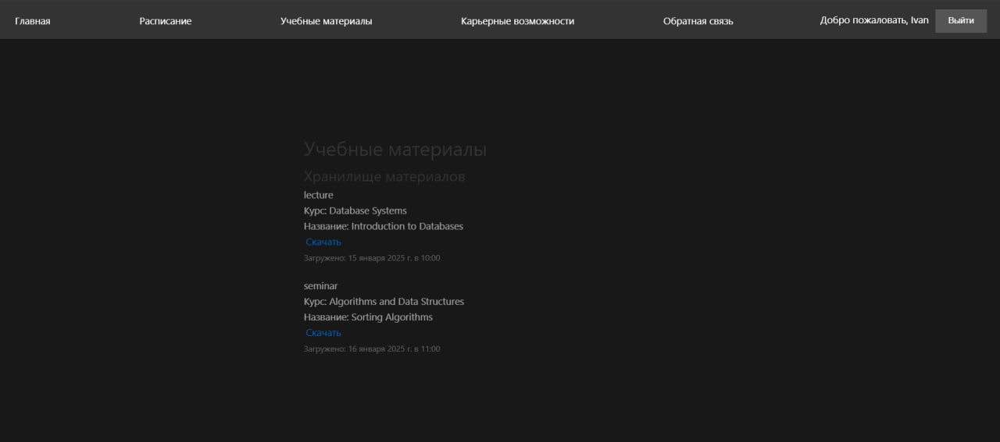 Главная Расписание Учебные материалы Карьерные возможности Обратная связь Добро пожаловать, Ivan Выйти
Учебные материалы
Хранилище материалов
lecture
Курс: Database Systems
Название: Introduction to Databases
Скачать
Загружено: 15 января 2025 г. в 10:00
seminar
Курс: Algorithms and Data Structures
Название: Sorting Algorithms
Скачать
Загружено: 16 января 2025 г. в 11:00